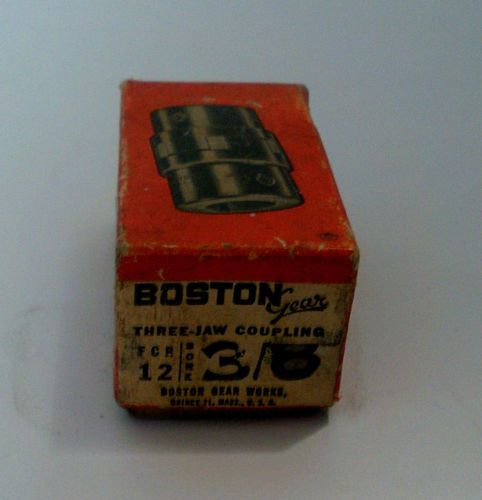 BOSTON Gear
THREE-JAW COUPLING
FCR BORE 3/8
12
BOSTON GEAR WORKS,
QUINCY 71, MASS., U.S.A.